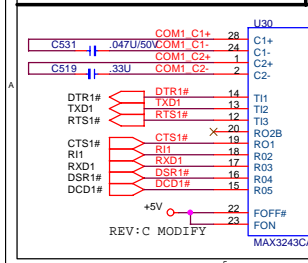 U30
COM1_C1+ 28 C1+
C531 .047U/50V COM1_C1- 24 C1-
COM1_C2+ 1 C2+
C519 .33U COM1_C2- 2 C2-
A
DTR1# DTR1# 14 TI1
TXD1 TXD1 13 TI2
RTS1# RTS1# 12 TI3
20 RO2B
CTS1# CTS1# 19 RO1
RI1 RI1 18 R02
RXD1 RXD1 17 R03
DSR1# DSR1# 16 R04
DCD1# DCD1# 15 R05
+5V 22 FOFF#
23 FON
REV:C MODIFY